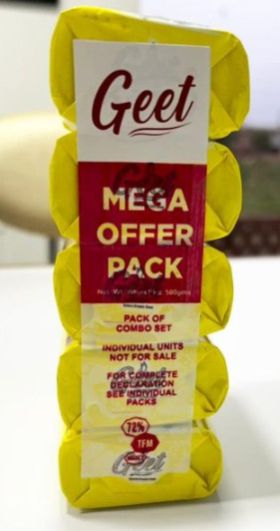 Geet
MEGA
OFFER
PACK
PACK OF
COMBO SET
INDIVIDUAL UNITS
NOT FOR SALE
FOR COMPLETE
DECLARATION
SEE INDIVIDUAL
PACKS
72%
TFM
Geet